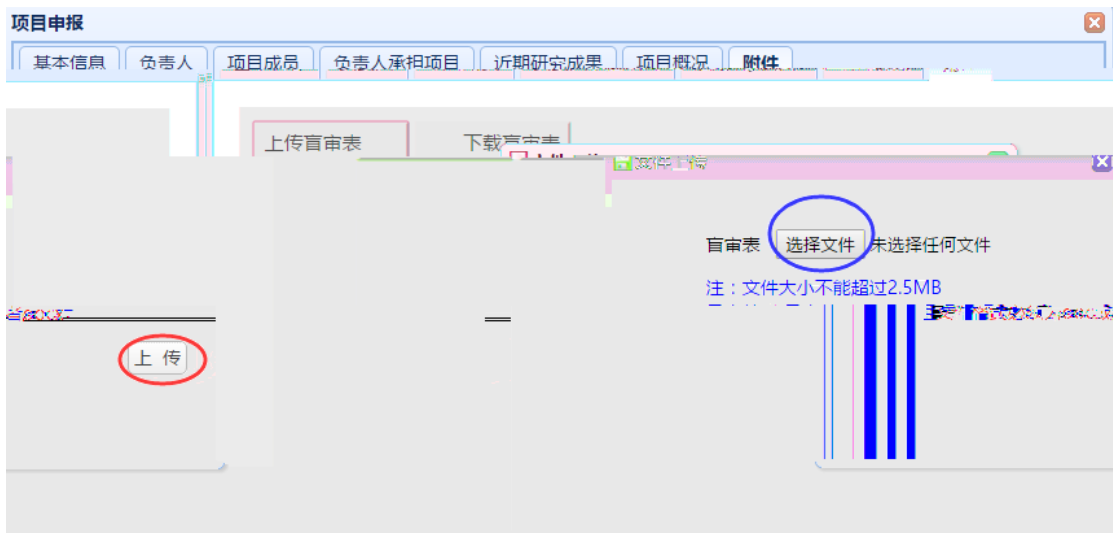 项目申报
基本信息 负责人 项目成员 负责人承担项目 近期研究成果 项目概况 附件
上传盲审表 下载盲审表
文件上传
盲审表 选择文件 未选择任何文件
注：文件大小不能超过2.5MB
上 传